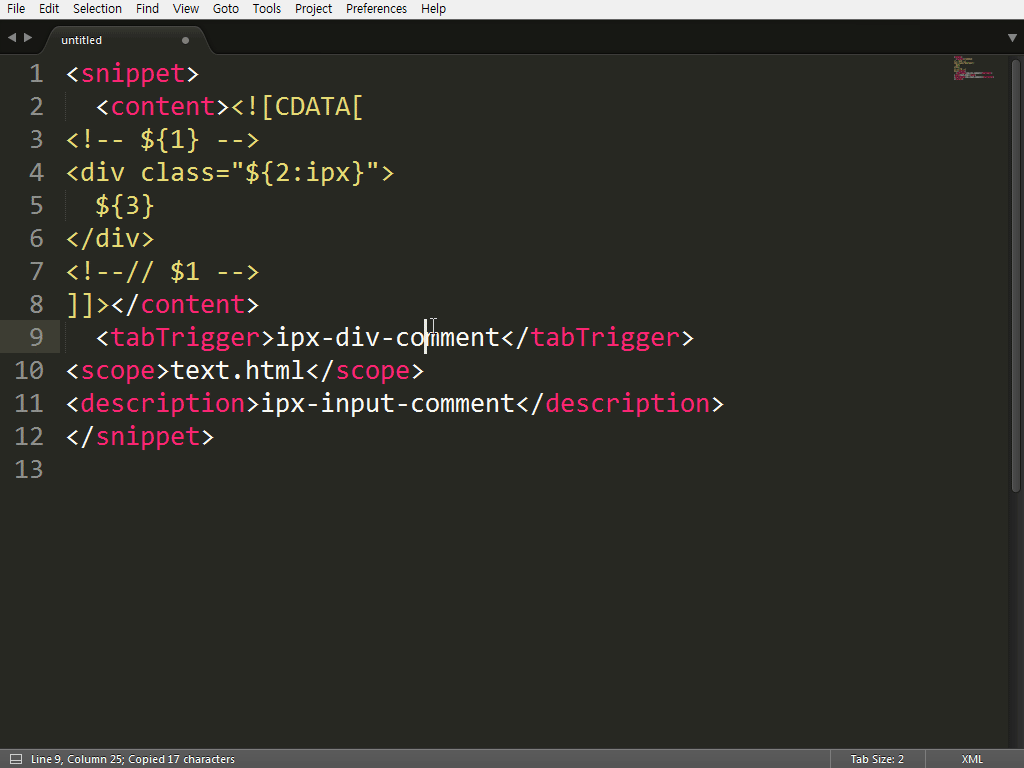 File Edit Selection Find View Goto Tools Project Preferences Help
untitled
1 <snippet>
2   <content><![CDATA[
3 <!-- ${1} -->
4 <div class="${2:ipx}">
5   ${3}
6 </div>
7 <!--// $1 -->
8 ]]></content>
9   <tabTrigger>ipx-div-comment</tabTrigger>
10 <scope>text.html</scope>
11 <description>ipx-input-comment</description>
12 </snippet>
13
Line 9, Column 25; Copied 17 characters Tab Size: 2 XML